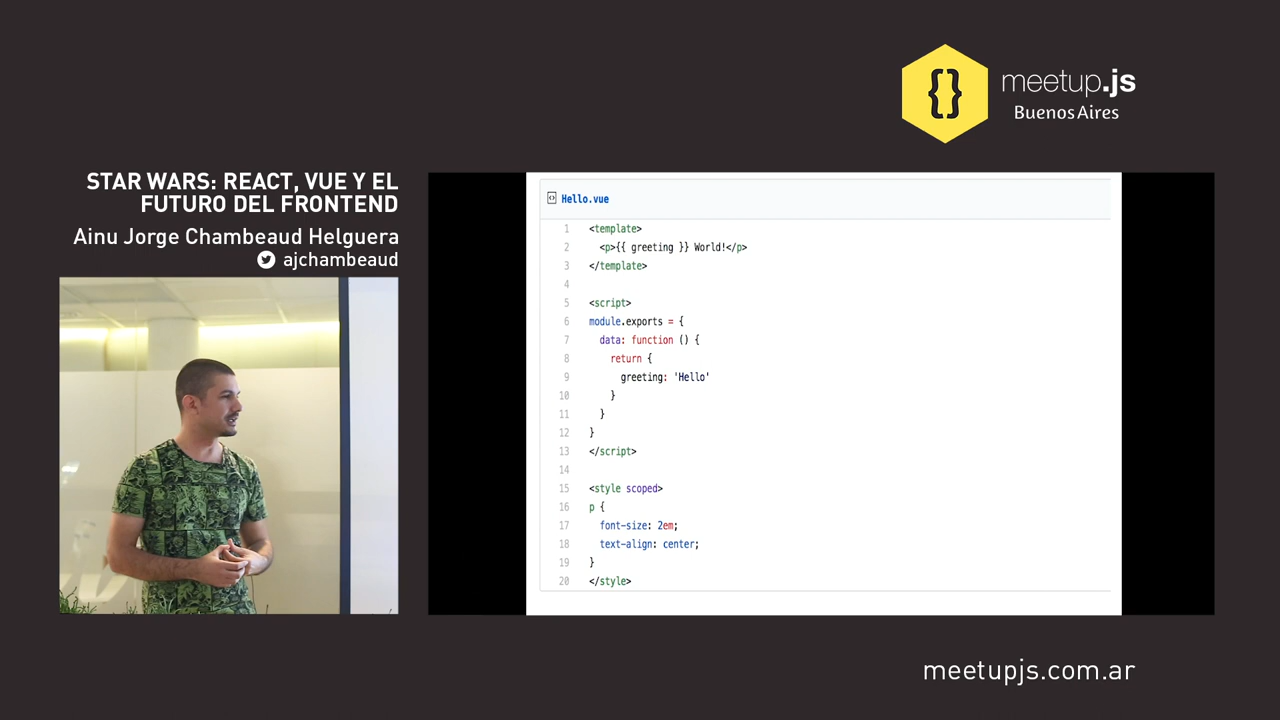 {} meetup.js
Buenos Aires
STAR WARS: REACT, VUE Y EL
FUTURO DEL FRONTEND
Ainu Jorge Chambeaud Helguera
ajchambeaud
Hello.vue
1 <template>
2 <p>{{ greeting }} World!</p>
3 </template>
4
5 <script>
6 module.exports = {
7 data: function () {
8 return {
9 greeting: 'Hello'
10 }
11 }
12 }
13 </script>
14
15 <style scoped>
16 p {
17 font-size: 2em;
18 text-align: center;
19 }
20 </style>
meetupjs.com.ar